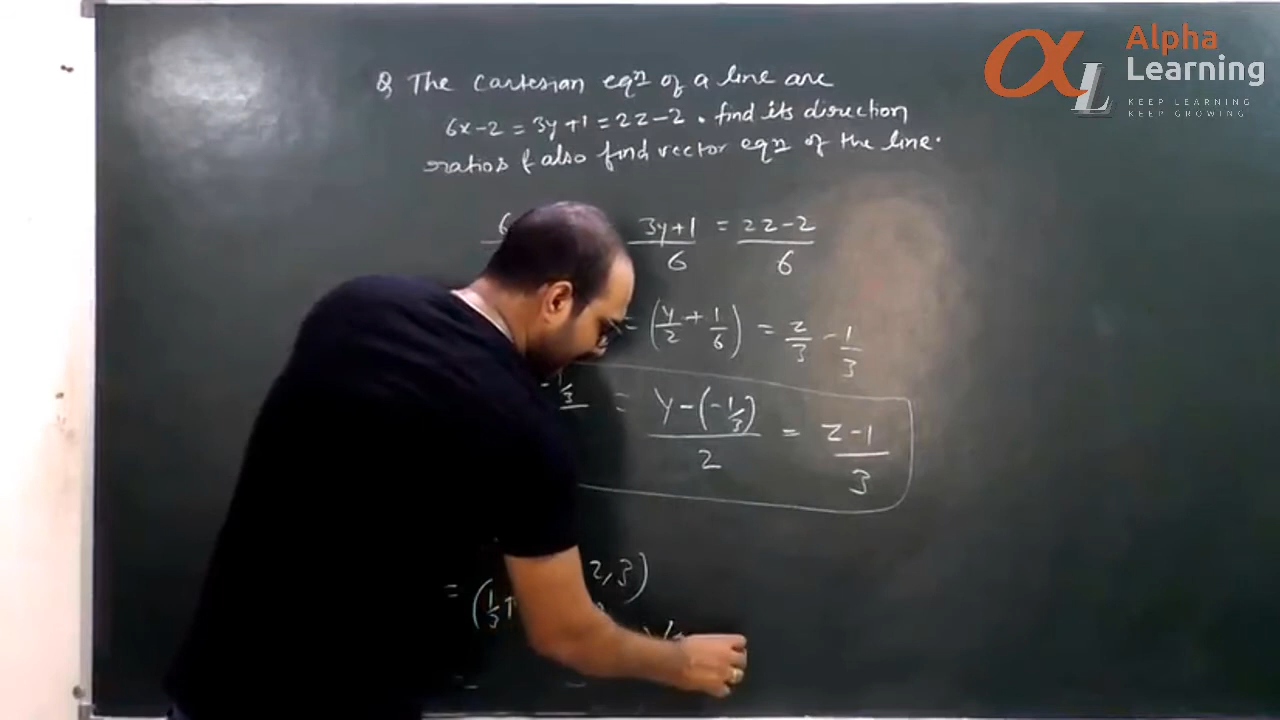 Alpha
Learning
KEEP LEARNING
KEEP GROWING
Q The Cartesian eqn of a line are
6x-2 = 3y+1 = 2z-2 . find its direction
ratios & also find vector eqn of the line.
6 3y+1/6 = 2z-2/6
= (y/2 + 1/6) = z/3 - 1/3
-1/3 = y-(-1/3)/2 = z-1/3
2,3)
= (1/3 î